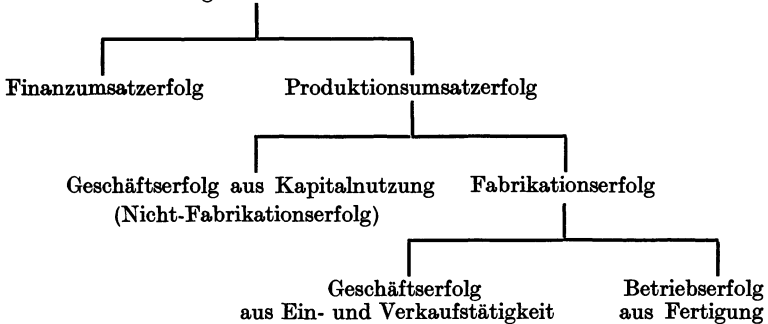 Finanzumsatzerfolg Produktionsumsatzerfolg
Geschäftserfolg aus Kapitalnutzung Fabrikationserfolg
(Nicht-Fabrikationserfolg)
Geschäftserfolg Betriebserfolg
aus Ein- und Verkaufstätigkeit aus Fertigung